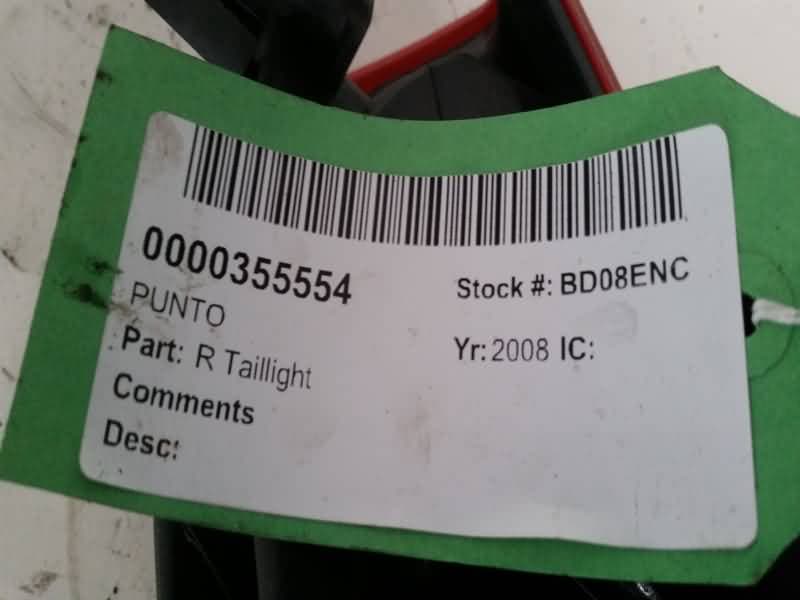 0000355554
Stock #: BD08ENC
PUNTO
Yr: 2008 IC:
Part: R Taillight
Comments
Desc: